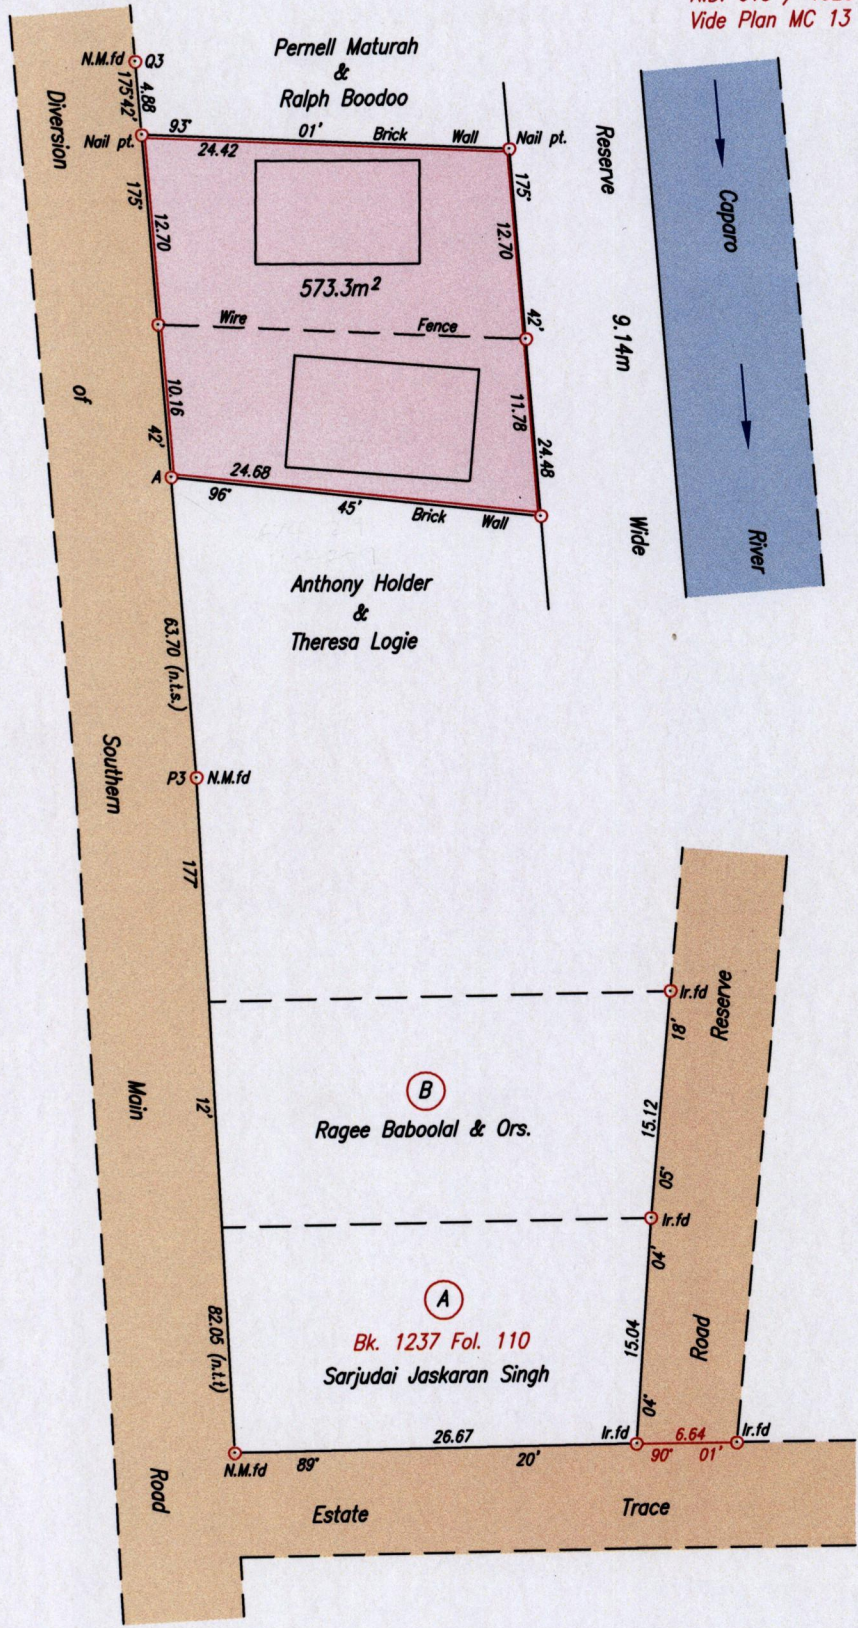 Vide Plan MC 13
Pernell Maturah
&
Ralph Boodoo
N.M.fd Q3
4.88
175°42'
Nail pt.
93° 01' Brick Wall
24.42
Nail pt.
Diversion
of
Southern
Main
Road
175°
12.70
10.16
42'
573.3m²
Wire Fence
175°
12.70
42'
11.78
24.48
Reserve
9.14m
Wide
Caparo
River
A
24.68
96° 45' Brick Wall
Anthony Holder
&
Theresa Logie
63.70 (n.t.s.)
P3 N.M.fd
177°
12'
82.05 (n.t.t)
Ir.fd
18'
15.12
05'
Reserve
Road
B
Ragee Baboolal & Ors.
Ir.fd
04'
15.04
04'
A
Bk. 1237 Fol. 110
Sarjudai Jaskaran Singh
26.67
Ir.fd
6.64
Ir.fd
N.M.fd
89° 20'
90° 01'
Estate Trace